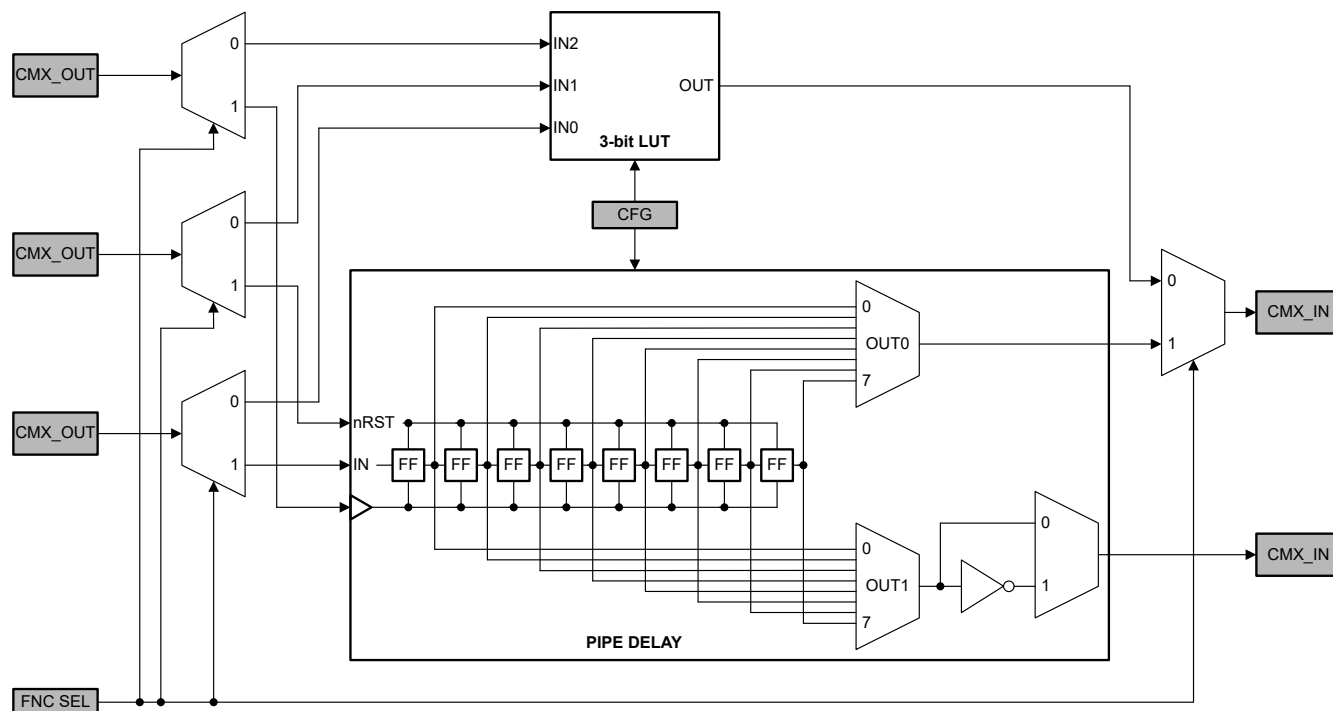 0
CMX_OUT
1
IN2
IN1
OUT
IN0
3-bit LUT
CFG
0
CMX_OUT
1
0
CMX_OUT
1
0
1
CMX_IN
0
OUT0
7
nRST
IN
FF FF FF FF FF FF FF FF
0
OUT1
7
0
1
CMX_IN
PIPE DELAY
FNC SEL